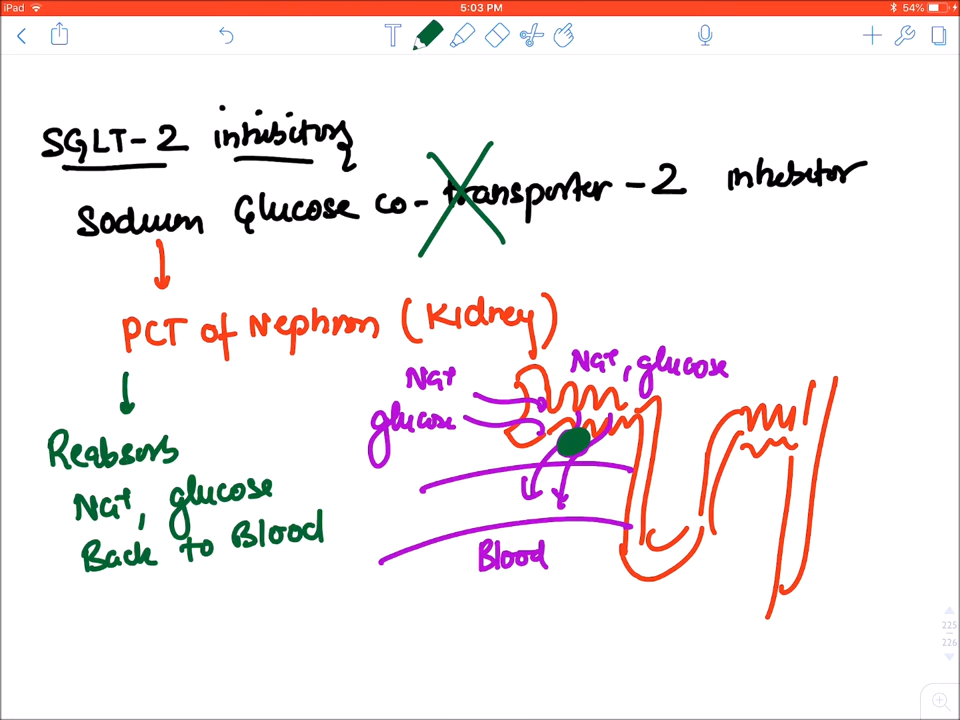 iPad 5:03 PM 54%
T
SGLT-2 inhibitors
Sodium Glucose co-transporter-2 inhibitor
PCT of Nephron (Kidney)
Na+ Na+, glucose
glucose
Reabsorbs
Na+, glucose
Back to Blood
Blood
225
226